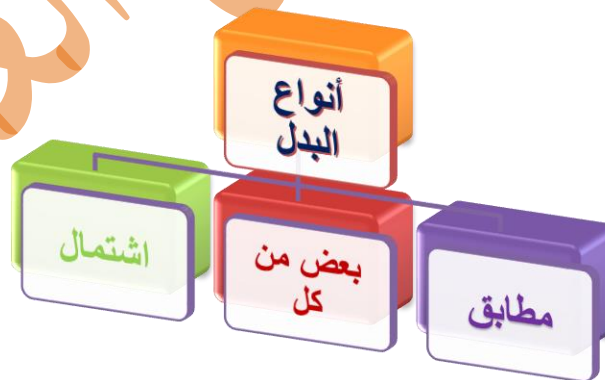 أنواع
البدل
مطابق
بعض من
كل
اشتمال